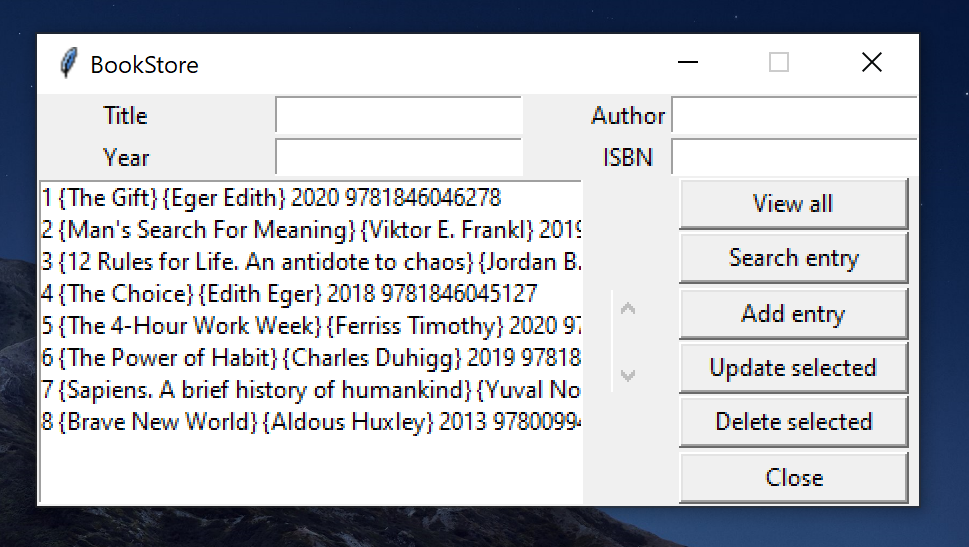 BookStore
Title
Author
Year
ISBN
1 {The Gift} {Eger Edith} 2020 9781846046278
2 {Man's Search For Meaning} {Viktor E. Frankl} 2019
3 {12 Rules for Life. An antidote to chaos} {Jordan B.
4 {The Choice} {Edith Eger} 2018 9781846045127
5 {The 4-Hour Work Week} {Ferriss Timothy} 2020 97
6 {The Power of Habit} {Charles Duhigg} 2019 97818
7 {Sapiens. A brief history of humankind} {Yuval No
8 {Brave New World} {Aldous Huxley} 2013 97800994
View all
Search entry
Add entry
Update selected
Delete selected
Close